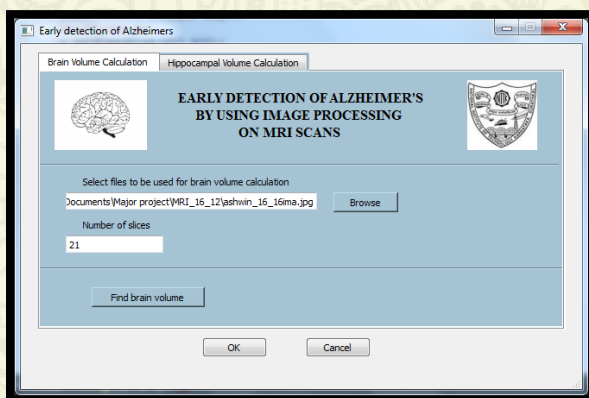 Early detection of Alzheimers
Brain Volume Calculation
Hippocampal Volume Calculation
EARLY DETECTION OF ALZHEIMER'S
BY USING IMAGE PROCESSING
ON MRI SCANS
Select files to be used for brain volume calculation
Documents\Major project\MRI_16_12\ashwin_16_16ima.jpg
Browse
Number of slices
21
Find brain volume
OK
Cancel